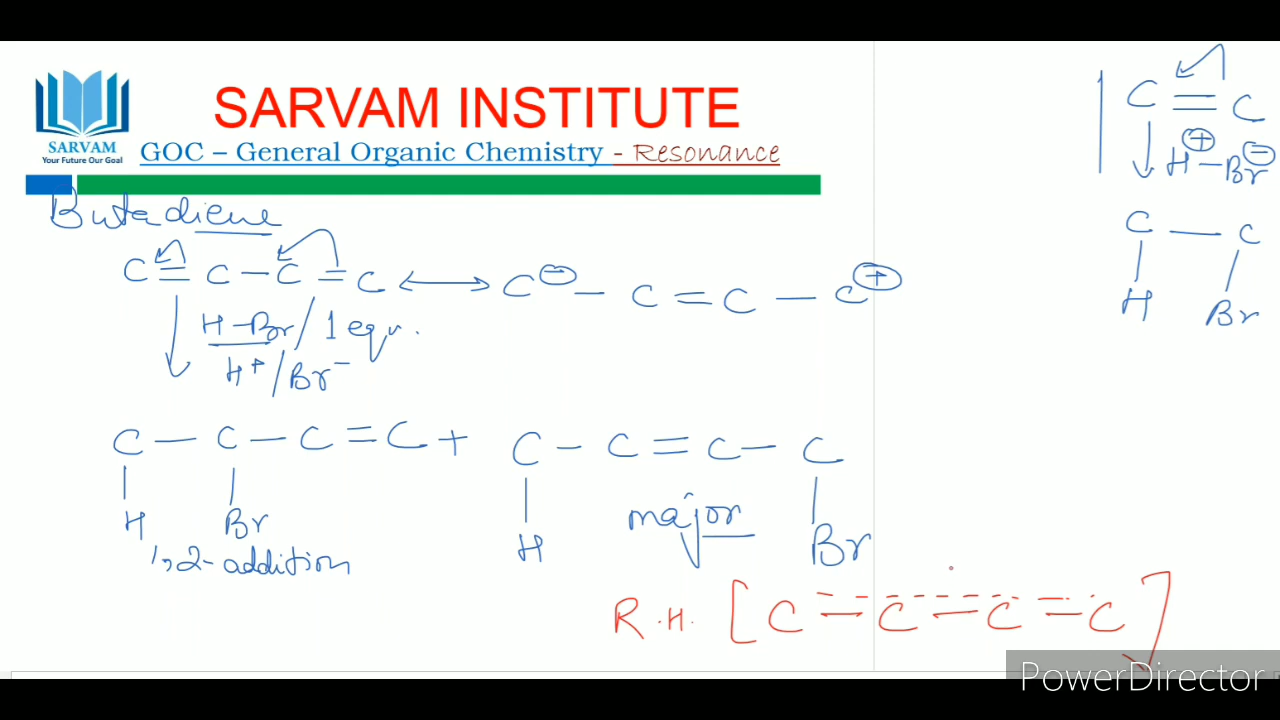 SARVAM INSTITUTE
SARVAM
Your Future Our Goal
GOC – General Organic Chemistry - Resonance
Butadiene
C = C – C = C ⟷ C⊖ – C = C – C⊕
H–Br / 1 equ.
H⁺ / Br⁻
C – C – C = C + C – C = C – C
H Br
1,2-addition
H major Br
R.H. [C = C = C = C]
C = C
H⊕ – Br⊖
C — C
H Br
PowerDirector